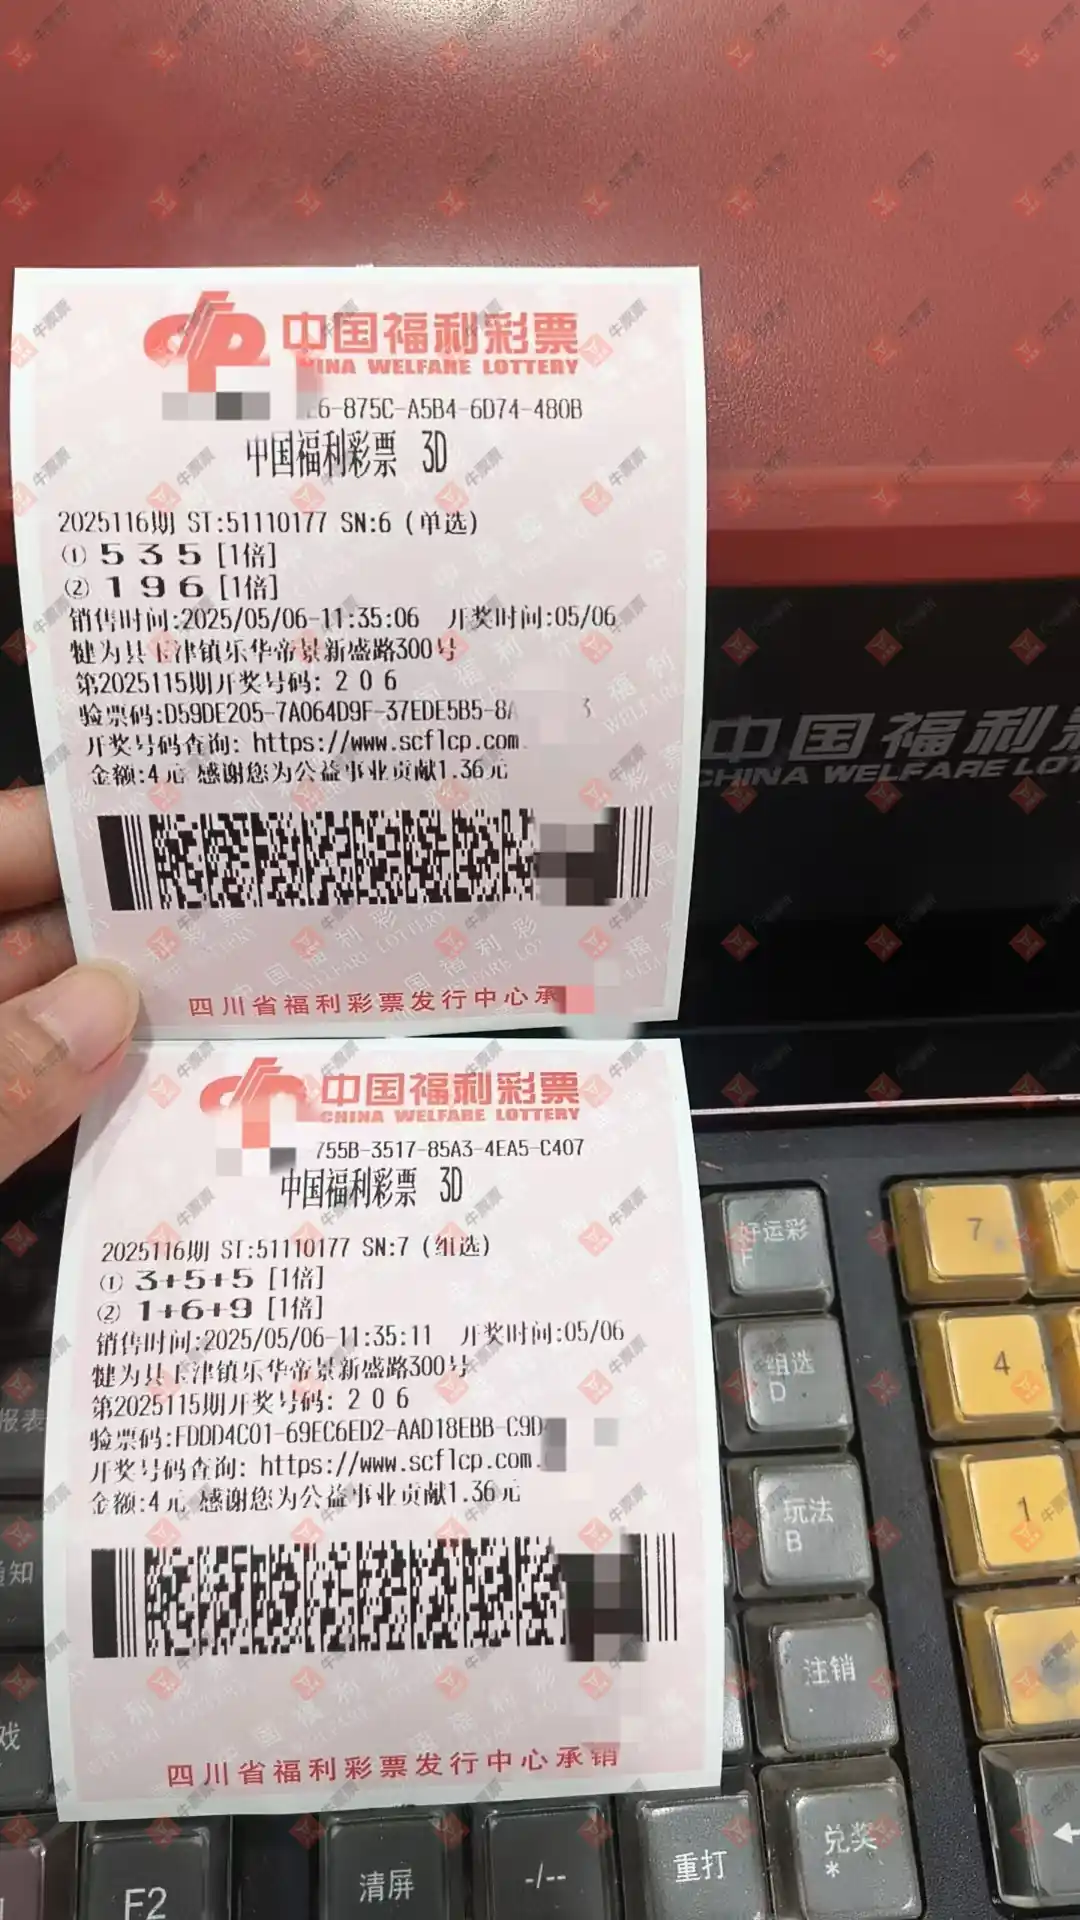 中国福利彩票
CHINA WELFARE LOTTERY
E6-875C-A5B4-6D74-480B
中国福利彩票 3D
2025116期 ST:51110177 SN:6 (单选)
① 5 3 5 [1倍]
② 1 9 6 [1倍]
销售时间:2025/05/06-11:35:06 开奖时间:05/06
犍为县玉津镇乐华帝景新盛路300号
第2025115期开奖号码: 2 0 6
验票码:D59DE205-7A064D9F-37EDE5B5-8A 3
开奖号码查询: https://www.scflcp.com
金额:4元 感谢您为公益事业贡献1.36元
四川省福利彩票发行中心承
中国福利彩票
CHINA WELFARE LOTTERY
755B-3517-85A3-4EA5-C407
中国福利彩票 3D
2025116期 ST:51110177 SN:7 (组选)
① 3+5+5 [1倍]
② 1+6+9 [1倍]
销售时间:2025/05/06-11:35:11 开奖时间:05/06
犍为县玉津镇乐华帝景新盛路300号
第2025115期开奖号码: 2 0 6
验票码:FDDD4C01-69EC6ED2-AAD18EBB-C9D
开奖号码查询: https://www.scflcp.com.
金额:4元 感谢您为公益事业贡献1.36元
四川省福利彩票发行中心承销
中国福利
CHINA WELFARE LOT
好运彩
F
7
组选
D
4
玩法
B
1
注销
兑奖
*
重打
-/--
清屏
F2
报表
知
戏
←
牛票票